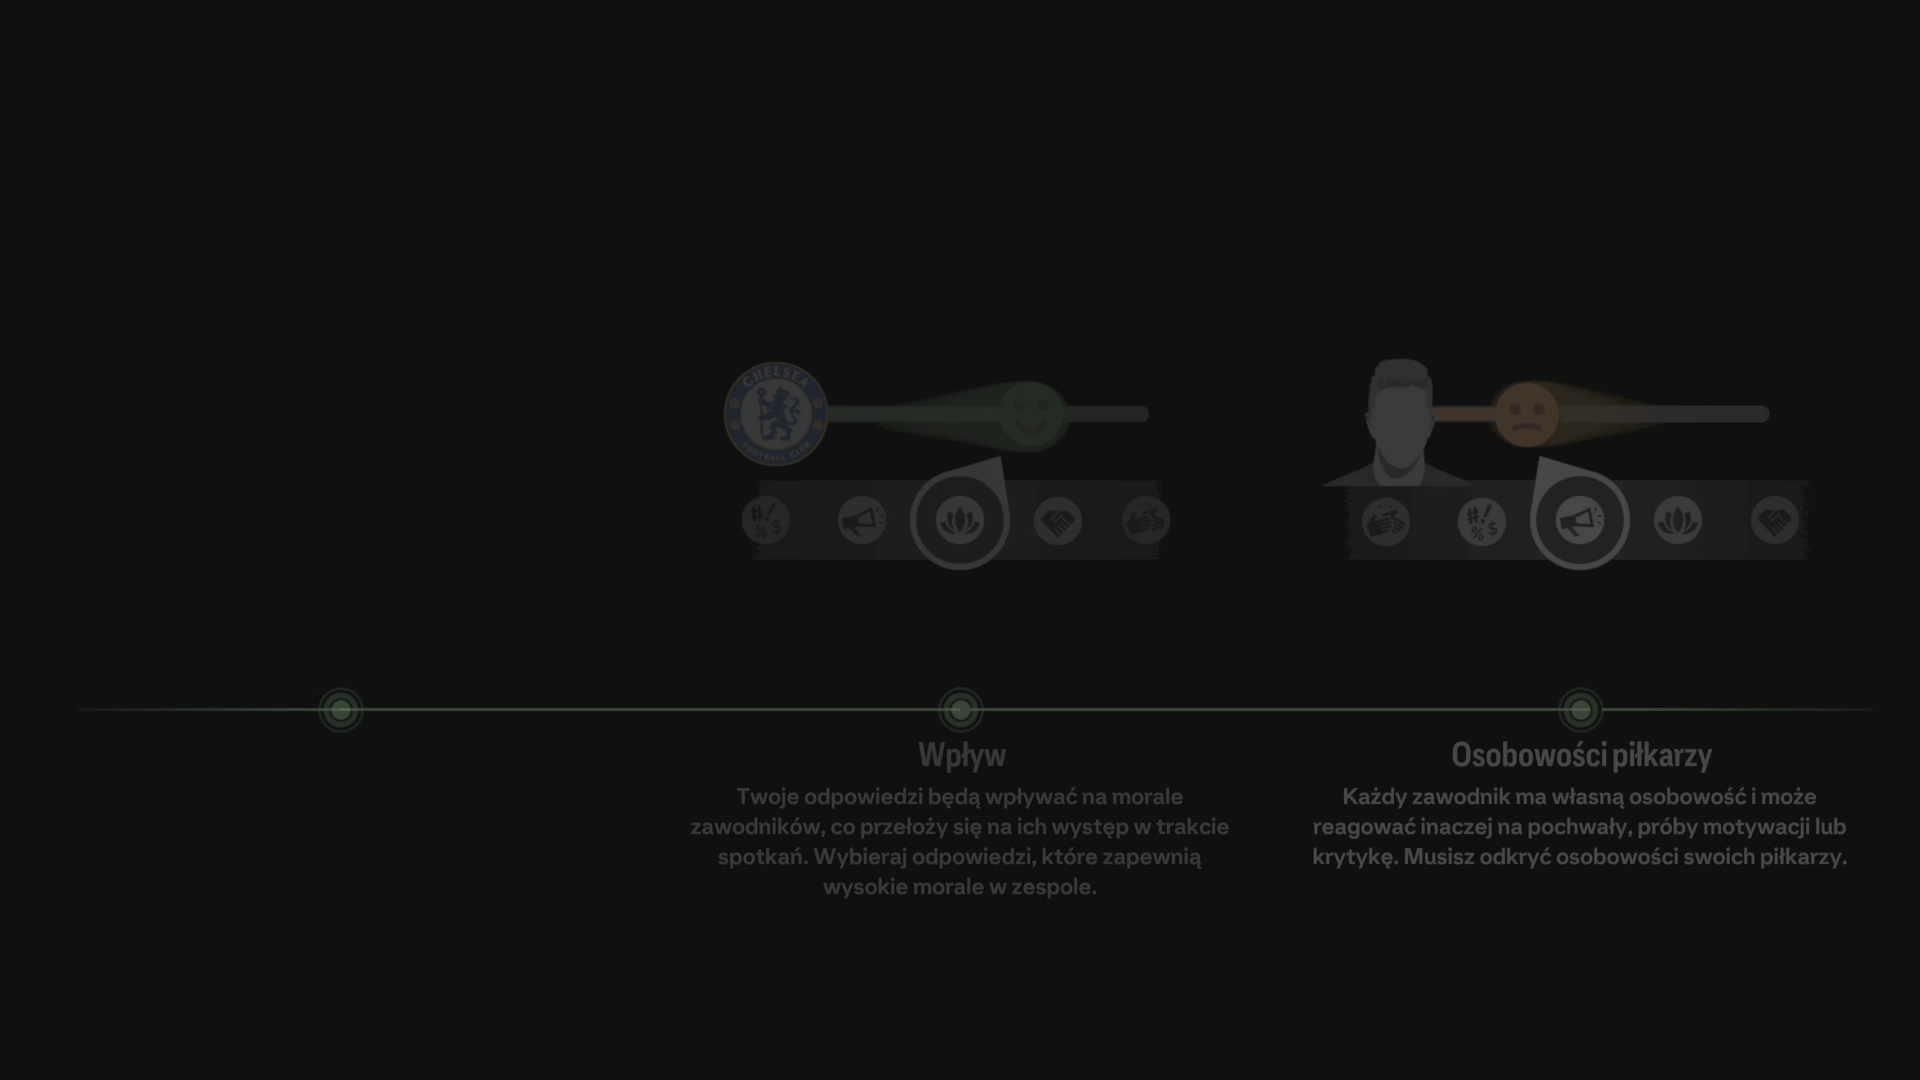 CHELSEA
FOOTBALL CLUB
#!
%$
#!
%$
Wpływ
Twoje odpowiedzi będą wpływać na morale
zawodników, co przełoży się na ich występ w trakcie
spotkań. Wybieraj odpowiedzi, które zapewnią
wysokie morale w zespole.
Osobowości piłkarzy
Każdy zawodnik ma własną osobowość i może
reagować inaczej na pochwały, próby motywacji lub
krytykę. Musisz odkryć osobowości swoich piłkarzy.